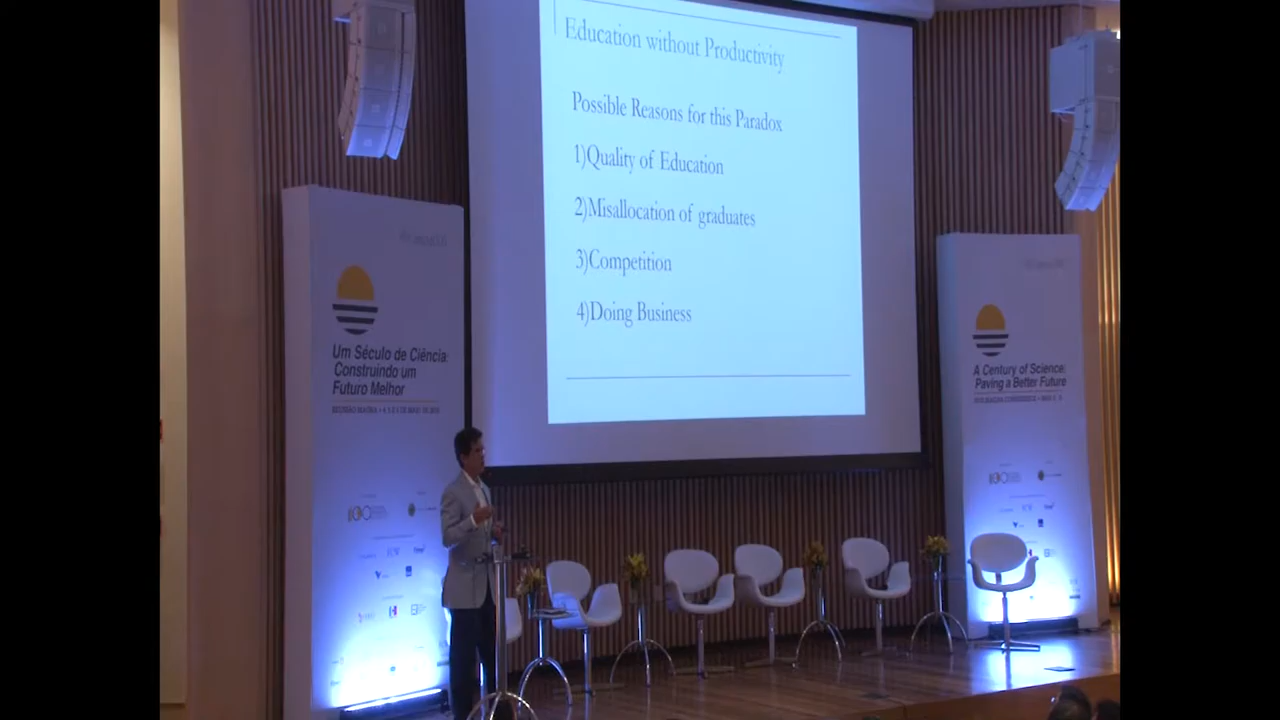 Education without Productivity
Possible Reasons for this Paradox
1)Quality of Education
2)Misallocation of graduates
3)Competition
4)Doing Business
Um Século de Ciência:
Construindo um
Futuro Melhor
A Century of Science:
Paving a Better Future